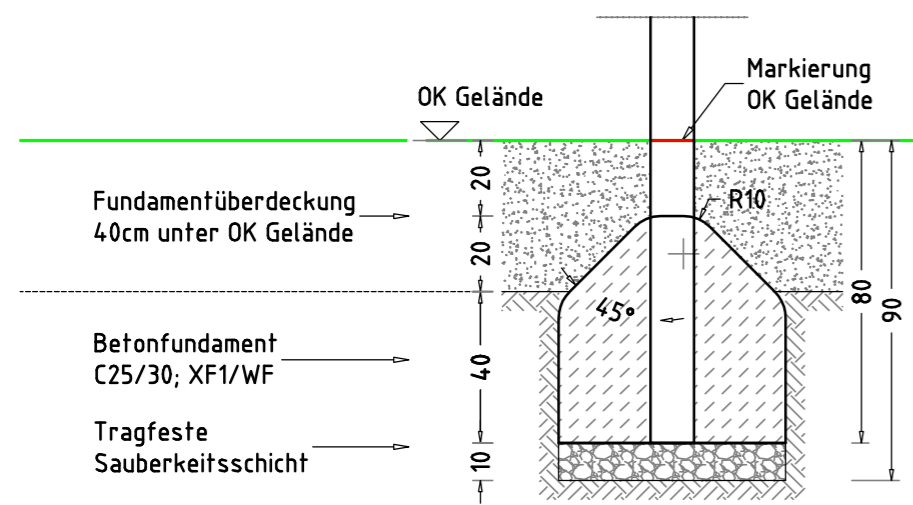 OK Gelände
Markierung
OK Gelände
20
Fundamentüberdeckung
40cm unter OK Gelände
R10
20
45°
80
90
Betonfundament
C25/30; XF1/WF
40
Tragfeste
Sauberkeitsschicht
10